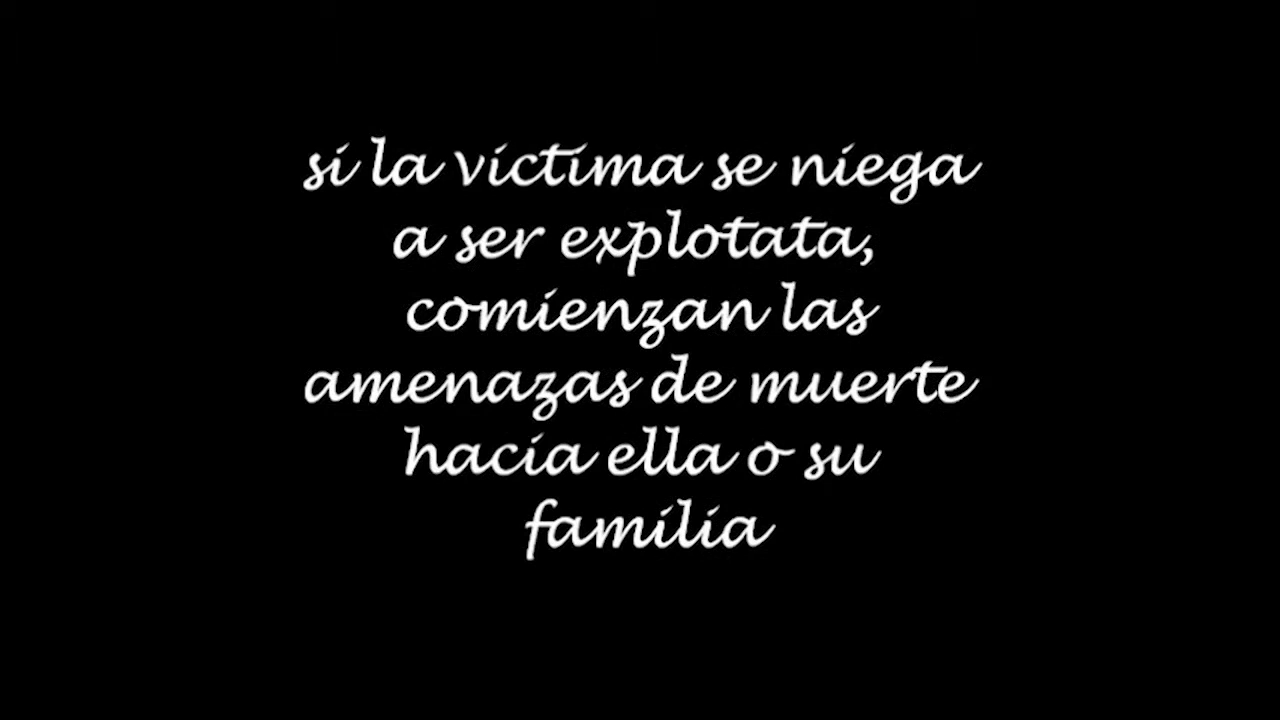 si la victima se niega
a ser explotata,
comienzan las
amenazas de muerte
hacia ella o su
familia